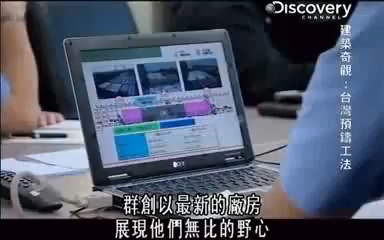 Discovery
CHANNEL
建築奇觀：台灣預鑄工法
群創以最新的廠房
展現他們無比的野心